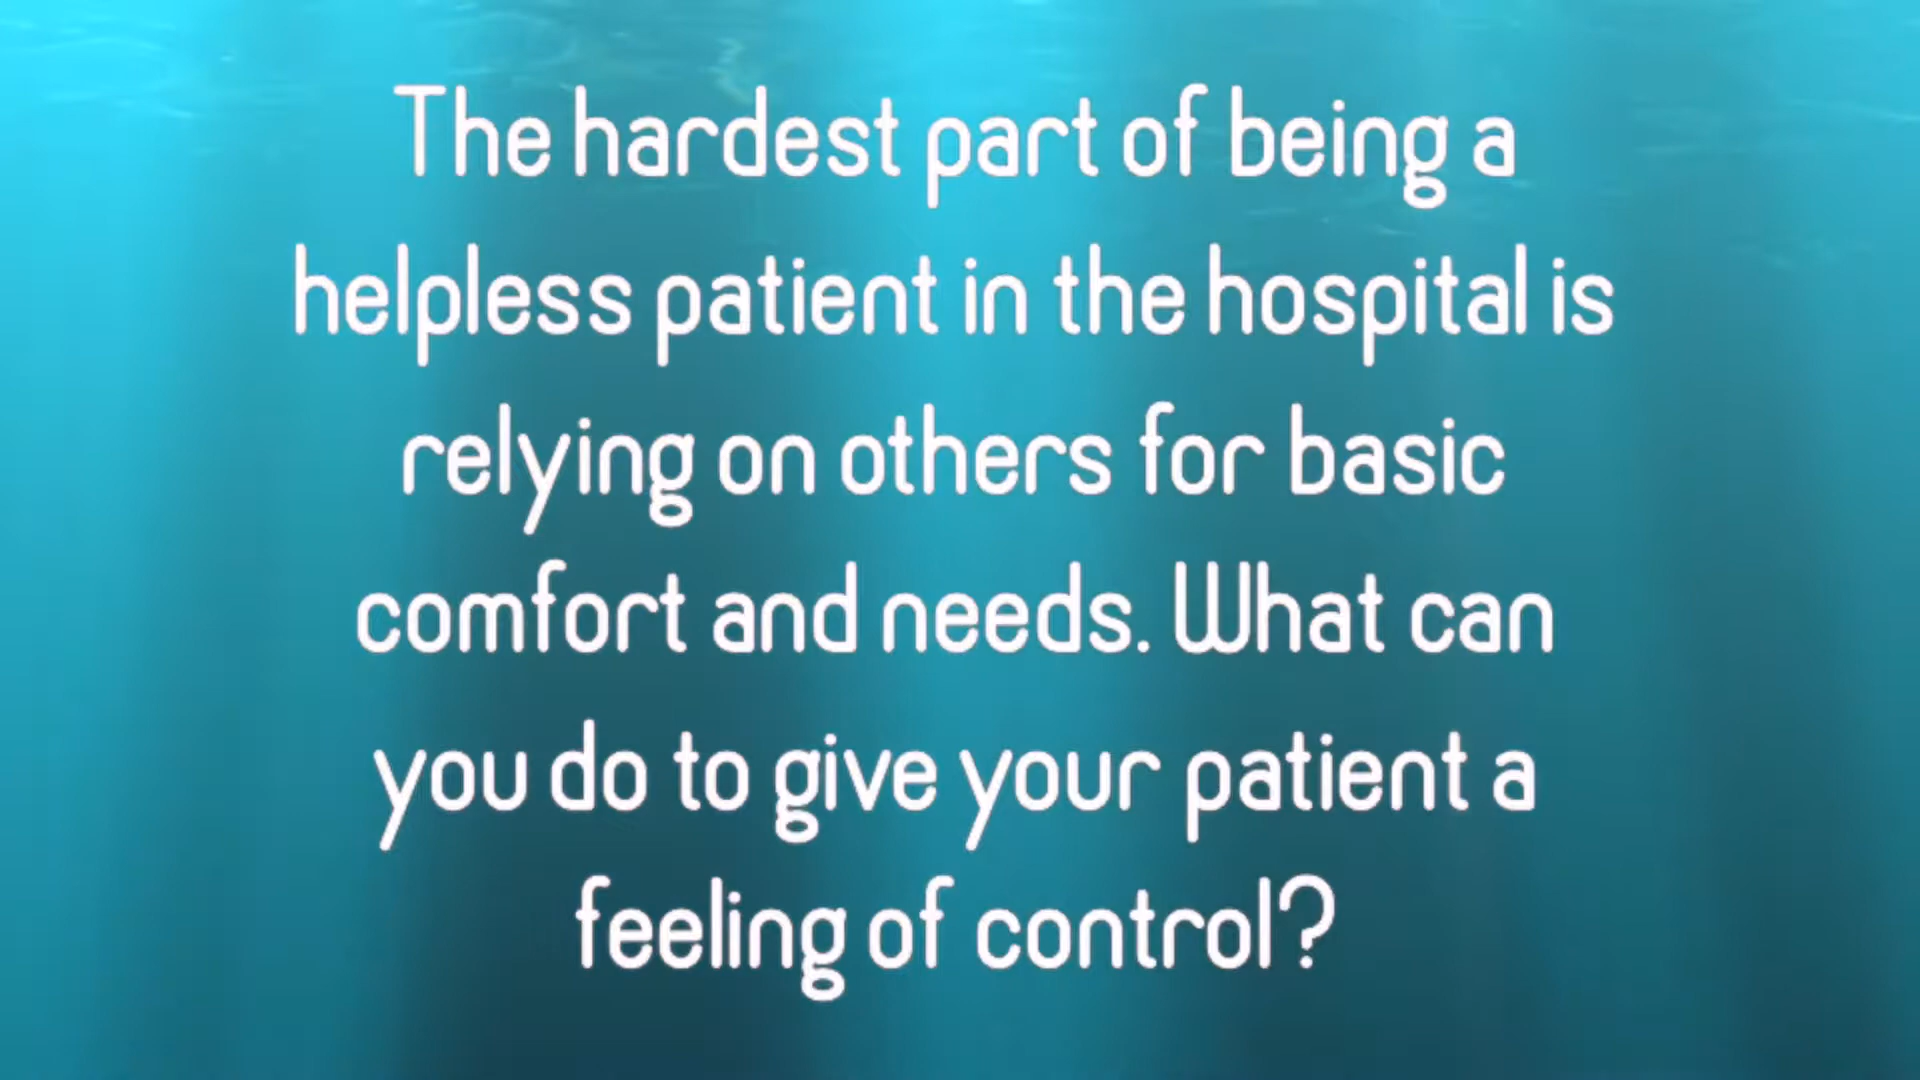 The hardest part of being a
helpless patient in the hospital is
relying on others for basic
comfort and needs. What can
you do to give your patient a
feeling of control?